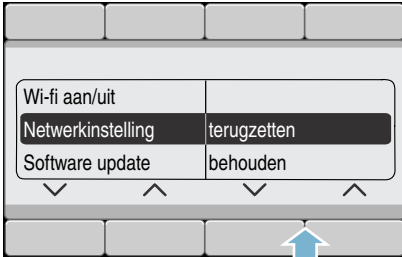 Wi-fi aan/uit
Netwerkinstelling terugzetten
Software update behouden